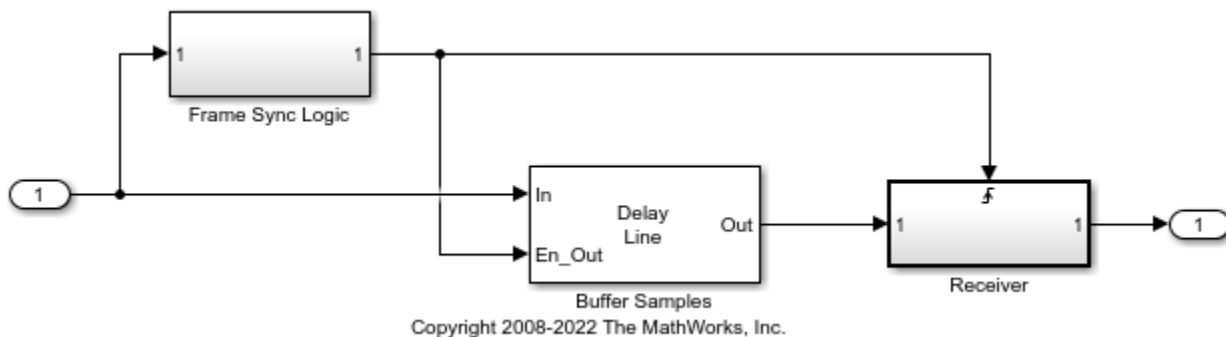 1 1
Frame Sync Logic
1
In
Delay
Line
Out
En_Out
Buffer Samples
1 1
Receiver
1
Copyright 2008-2022 The MathWorks, Inc.